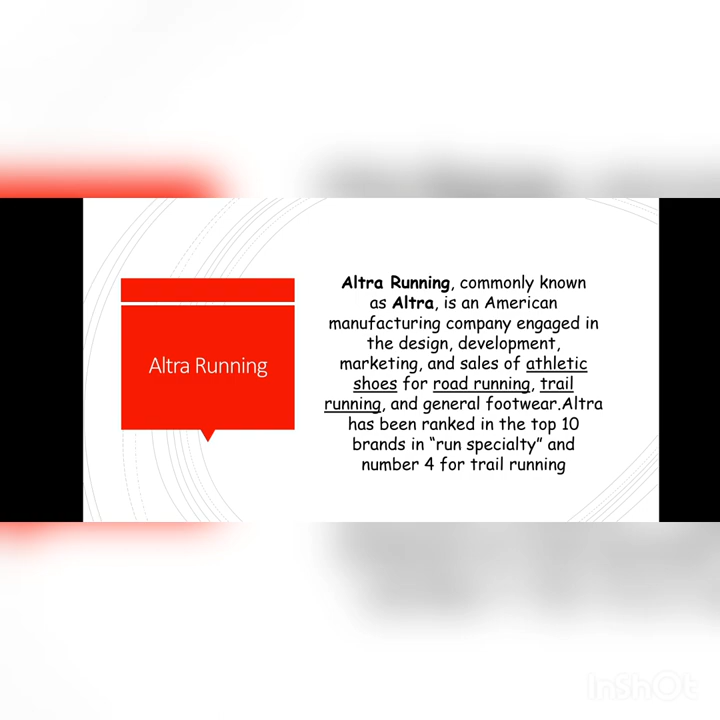 Altra Running
Altra Running, commonly known
as Altra, is an American
manufacturing company engaged in
the design, development,
marketing, and sales of athletic
shoes for road running, trail
running, and general footwear.Altra
has been ranked in the top 10
brands in “run specialty” and
number 4 for trail running
InShOt